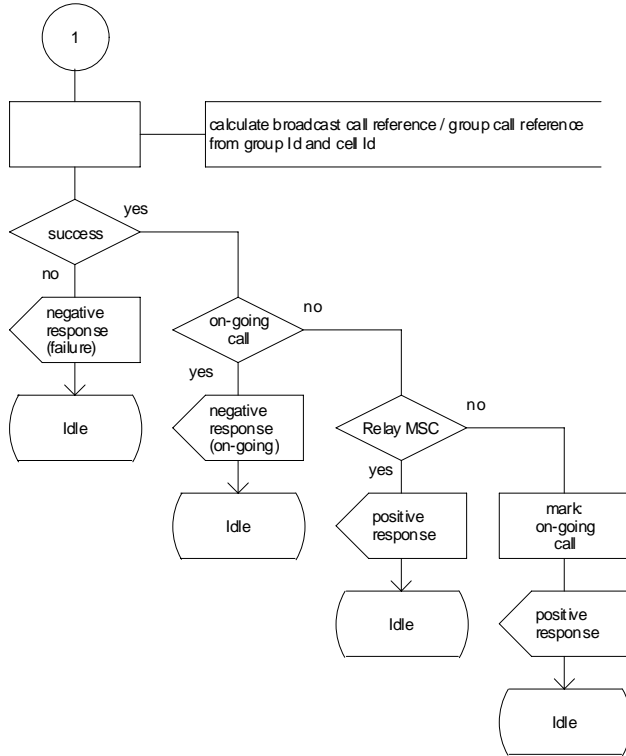 1
calculate broadcast call reference / group call reference
from group Id and cell Id
yes
success
no
negative
response
(failure)
Idle
on-going
call
no
yes
negative
response
(on-going)
Idle
Relay MSC
no
yes
positive
response
Idle
mark:
on-going
call
positive
response
Idle